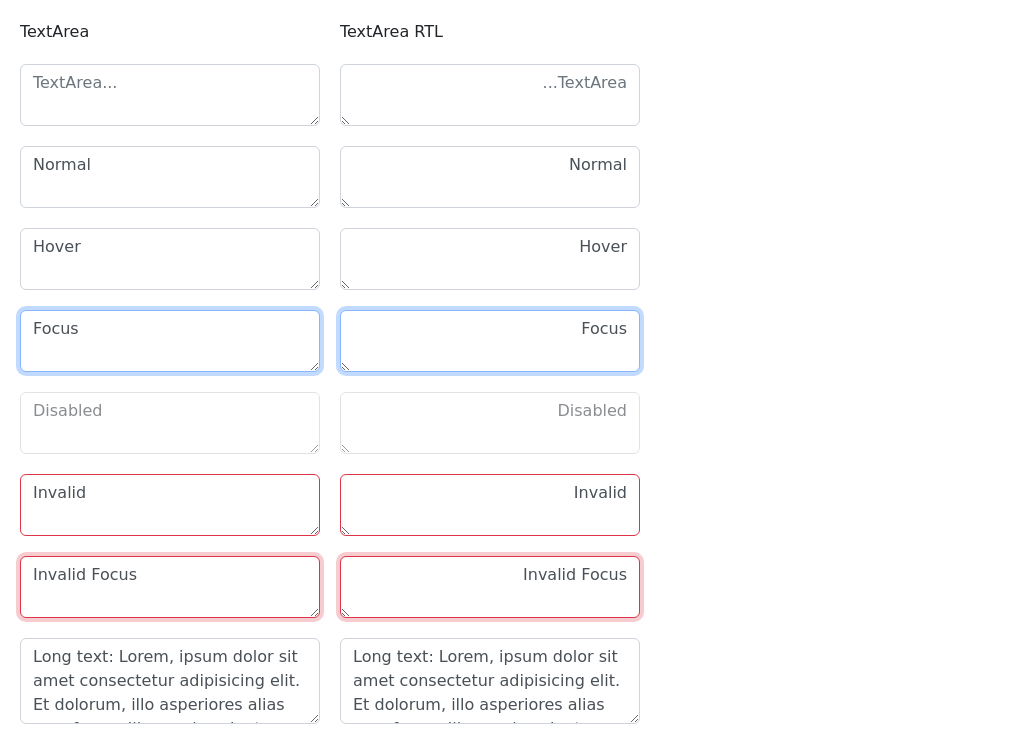 TextArea
TextArea RTL
TextArea...
...TextArea
Normal
Normal
Hover
Hover
Focus
Focus
Disabled
Disabled
Invalid
Invalid
Invalid Focus
Invalid Focus
Long text: Lorem, ipsum dolor sit
amet consectetur adipisicing elit.
Et dolorum, illo asperiores alias
Long text: Lorem, ipsum dolor sit
amet consectetur adipisicing elit.
Et dolorum, illo asperiores alias